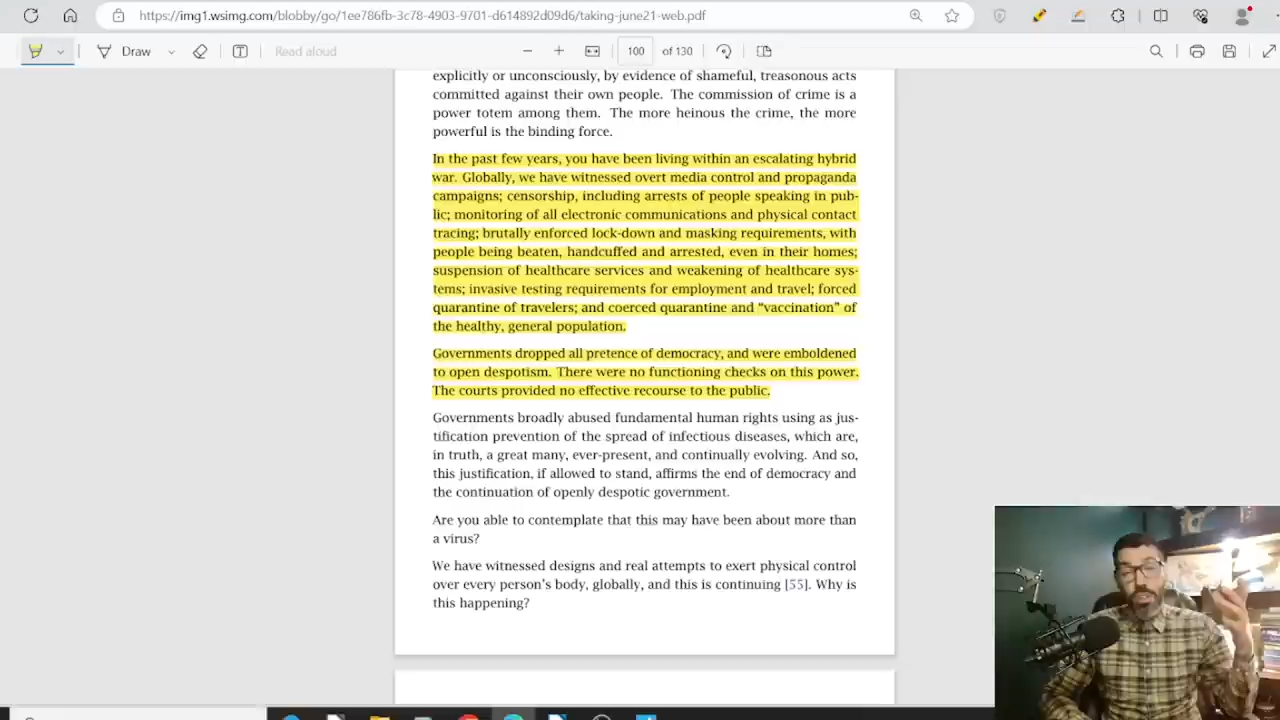 https://img1.wsimg.com/blobby/go/1ee786fb-3c78-4903-9701-d614892d09d6/taking-june21-web.pdf
Draw
Read aloud
100 of 130
explicitly or unconsciously, by evidence of shameful, treasonous acts
committed against their own people. The commission of crime is a
power totem among them. The more heinous the crime, the more
powerful is the binding force.
In the past few years, you have been living within an escalating hybrid
war. Globally, we have witnessed overt media control and propaganda
campaigns; censorship, including arrests of people speaking in pub-
lic; monitoring of all electronic communications and physical contact
tracing; brutally enforced lock-down and masking requirements, with
people being beaten, handcuffed and arrested, even in their homes;
suspension of healthcare services and weakening of healthcare sys-
tems; invasive testing requirements for employment and travel; forced
quarantine of travelers; and coerced quarantine and “vaccination” of
the healthy, general population.
Governments dropped all pretence of democracy, and were emboldened
to open despotism. There were no functioning checks on this power.
The courts provided no effective recourse to the public.
Governments broadly abused fundamental human rights using as jus-
tification prevention of the spread of infectious diseases, which are,
in truth, a great many, ever-present, and continually evolving. And so,
this justification, if allowed to stand, affirms the end of democracy and
the continuation of openly despotic government.
Are you able to contemplate that this may have been about more than
a virus?
We have witnessed designs and real attempts to exert physical control
over every person's body, globally, and this is continuing [55]. Why is
this happening?